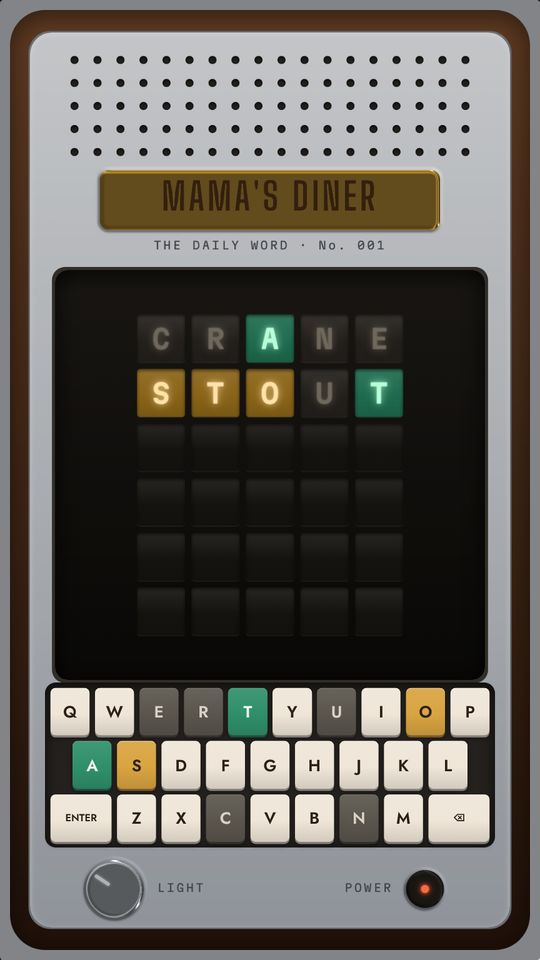 MAMA'S DINER
THE DAILY WORD · No. 001
C R A N E
S T O U T
Q W E R T Y U I O P
A S D F G H J K L
ENTER Z X C V B N M ⌫
LIGHT POWER